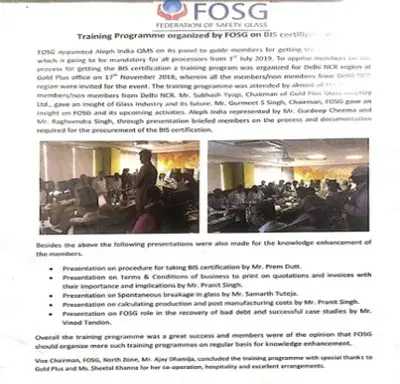 FOSG
FEDERATION OF SAFETY GLASS
Training Programme organized by FOSG on BIS
FOSG appointed Aleph India QMS on its panel to guide members for getting the
which is going to be mandatory for all processors from 1st July 2019. To apprise members on the
process for getting the BIS certification a training program was organized for Delhi NCR region at
Gold Plus office on 17th November 2018, wherein all the members/non members from Delhi NCR
region were invited for the event. The training programme was attended by almost all the
members/non members from Delhi NCR. Mr. Subhash Tyagi, Chairman of Gold Plus Glass Industry
Ltd., gave an insight of Glass Industry and its future. Mr. Gurmeet S Singh, Chairman, FOSG gave an
insight on FOSG and its upcoming activities. Aleph India represented by Mr. Gurdeep Cheema and
Mr. Raghvendra Singh, through presentation briefed members on the process and documentation
required for the procurement of the BIS certification.
Besides the above the following presentations were also made for the knowledge enhancement of
the members.
• Presentation on procedure for taking BIS certification by Mr. Prem Dutt.
• Presentation on Terms & Conditions of business to print on quotations and invoices with
their importance and implications by Mr. Pranit Singh.
• Presentation on Spontaneous breakage in glass by Mr. Samarth Tuteja.
• Presentation on calculating production and post manufacturing costs by Mr. Pranit Singh.
• Presentation on FOSG role in the recovery of bad debt and successful case studies by Mr.
Vined Tandon.
Overall the training programme was a great success and members were of the opinion that FOSG
should organize more such training programmes on regular basis for knowledge enhancement.
Vice Chairman, FOSG, North Zone, Mr. Ajay Dhamija, concluded the training programme with special thanks to
Gold Plus and Ms. Sheetal Khanna for her co-operation, hospitality and excellent arrangements.